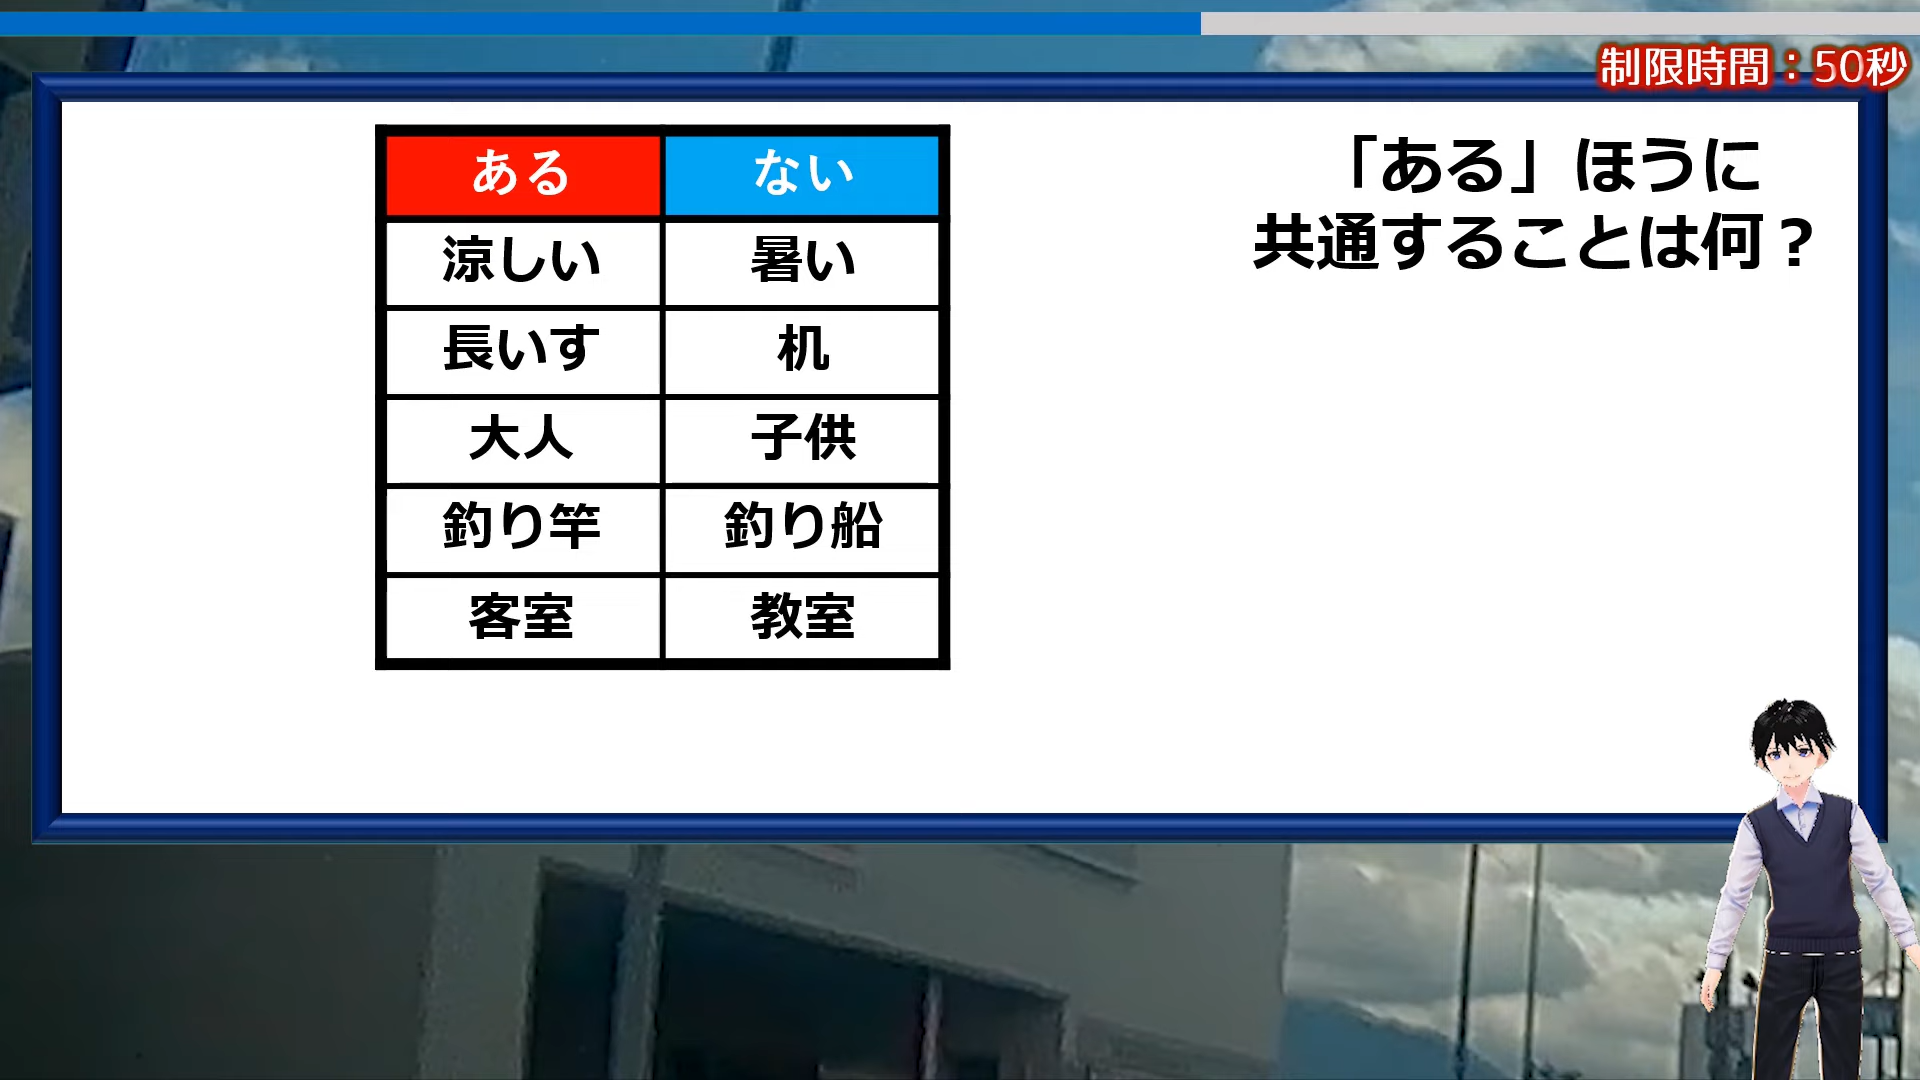 制限時間：50秒
「ある」ほうに
共通することは何？
ある ない
涼しい 暑い
長いす 机
大人 子供
釣り竿 釣り船
客室 教室